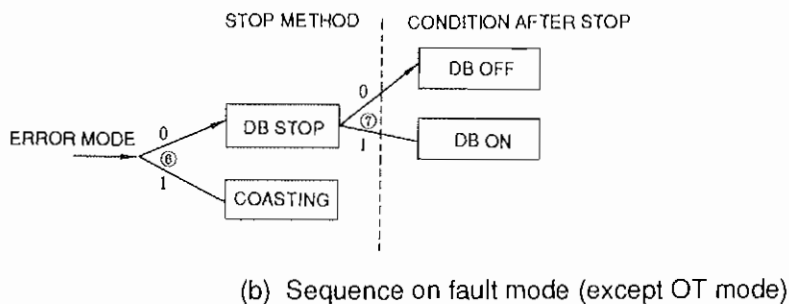 STOP METHOD
CONDITION AFTER STOP
0
DB OFF
0
ERROR MODE
DB STOP
⑦
1
DB ON
⑥
1
COASTING
(b) Sequence on fault mode (except OT mode)